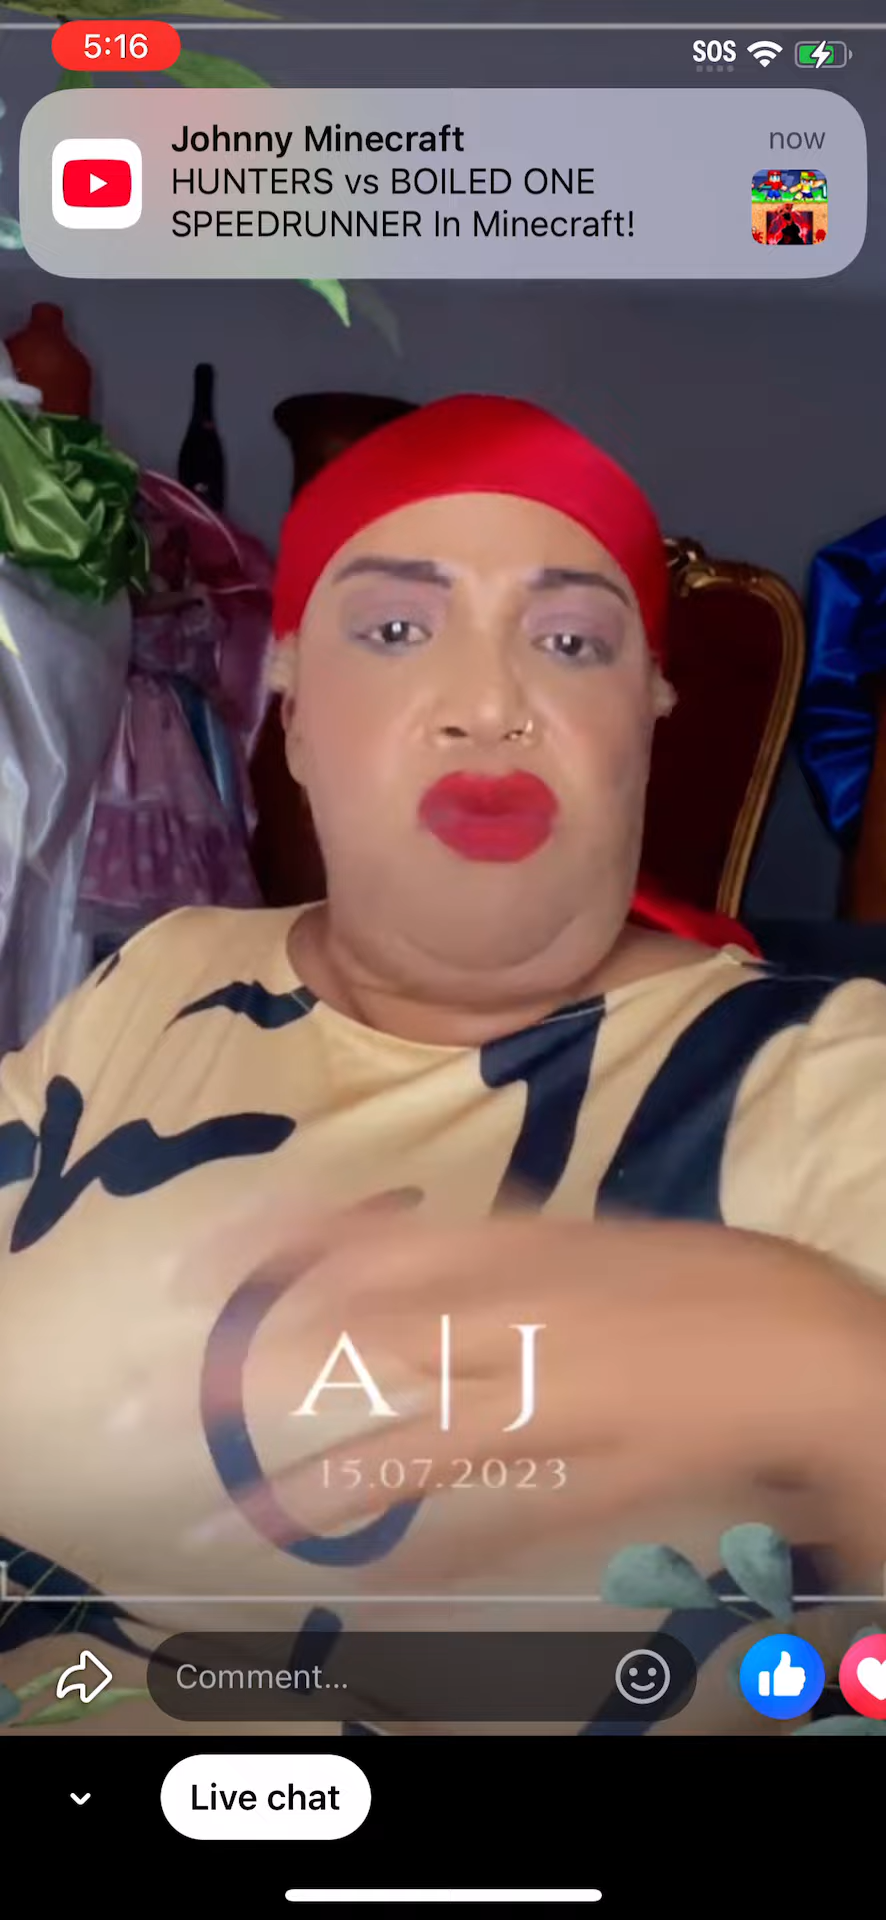 5:16
SOS
Johnny Minecraft
now
HUNTERS vs BOILED ONE
SPEEDRUNNER In Minecraft!
A | J
15.07.2023
Comment...
Live chat